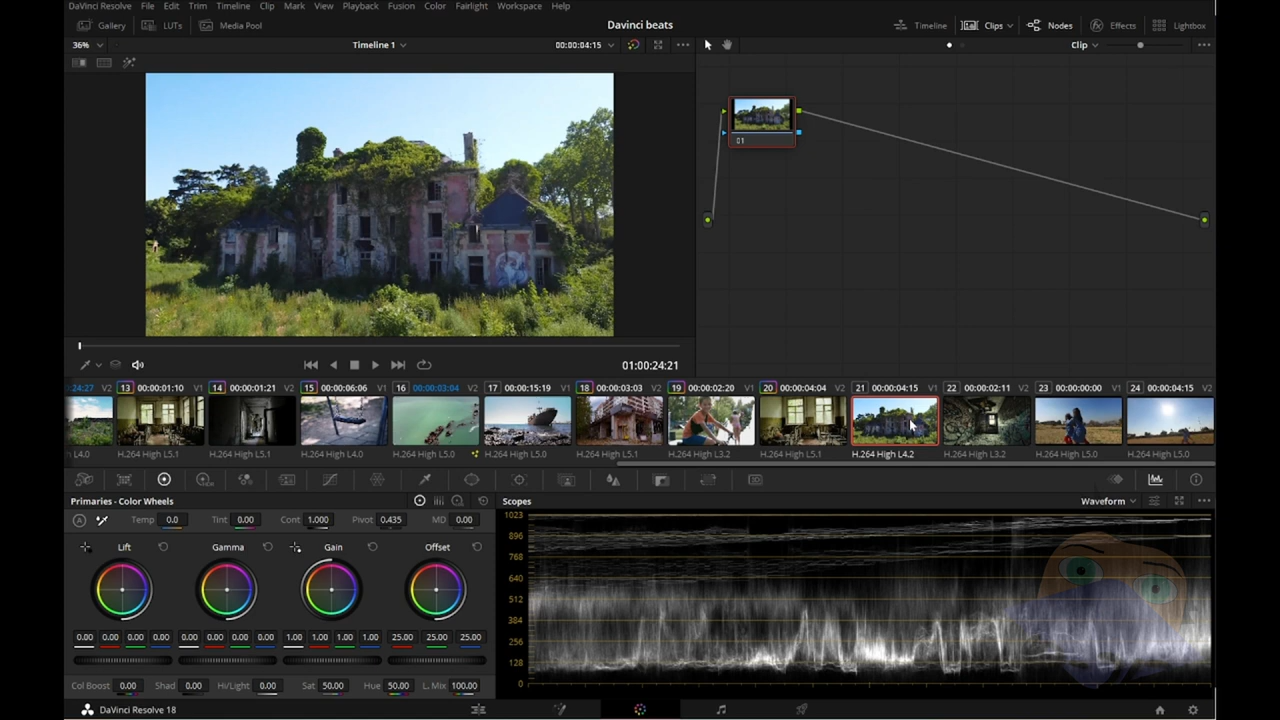 DaVinci Resolve File Edit Trim Timeline Clip Mark View Playback Fusion Color Fairlight Workspace Help
Gallery LUTs Media Pool Davinci beats Timeline Clips Nodes Effects Lightbox
36% Timeline 1 00:00:04:15 Clip
01
01:00:24:21
:24:27 V2 13 00:00:01:10 V1 14 00:00:01:21 V1 15 00:00:06:06 V1 16 00:00:03:04 V2 17 00:00:15:19 V1 18 00:00:03:03 V2 19 00:00:02:20 V1 20 00:00:04:04 V2 21 00:00:04:15 V1 22 00:00:02:11 V2 23 00:00:00:00 V1 24 00:00:04:15 V2
L4.0 H.264 High L5.1 H.264 High L5.1 H.264 High L4.0 H.264 High L5.0 H.264 High L5.0 H.264 High L5.1 H.264 High L3.2 H.264 High L5.1 H.264 High L4.2 H.264 High L5.1 H.264 High L5.0 H.264 High L5.0
Primaries - Color Wheels Scopes Waveform
A Temp 0.0 Tint 0.00 Cont 1.000 Pivot 0.435 MD 0.00
Lift Gamma Gain Offset
0.00 0.00 0.00 0.00 0.00 0.00 0.00 0.00 1.00 1.00 1.00 1.00 25.00 25.00 25.00
Col Boost 0.00 Shad 0.00 Hi/Light 0.00 Sat 50.00 Hue 50.00 L. Mix 100.00
1023
896
768
640
512
384
256
128
0
DaVinci Resolve 18